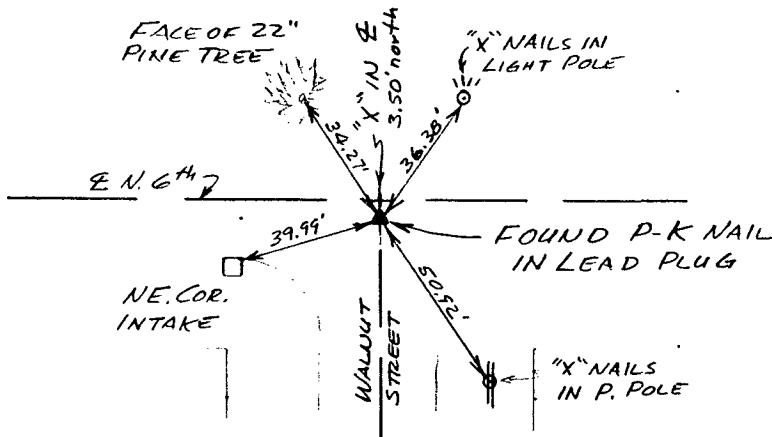 FACE OF 22"
PINE TREE
"X" IN ℄
3.50' north
"X" NAILS IN
LIGHT POLE
34.27'
36.38'
℄ N. 6th
39.99'
FOUND P-K NAIL
IN LEAD PLUG
50.92'
NE. COR.
INTAKE
WALNUT
STREET
"X" NAILS
IN P. POLE